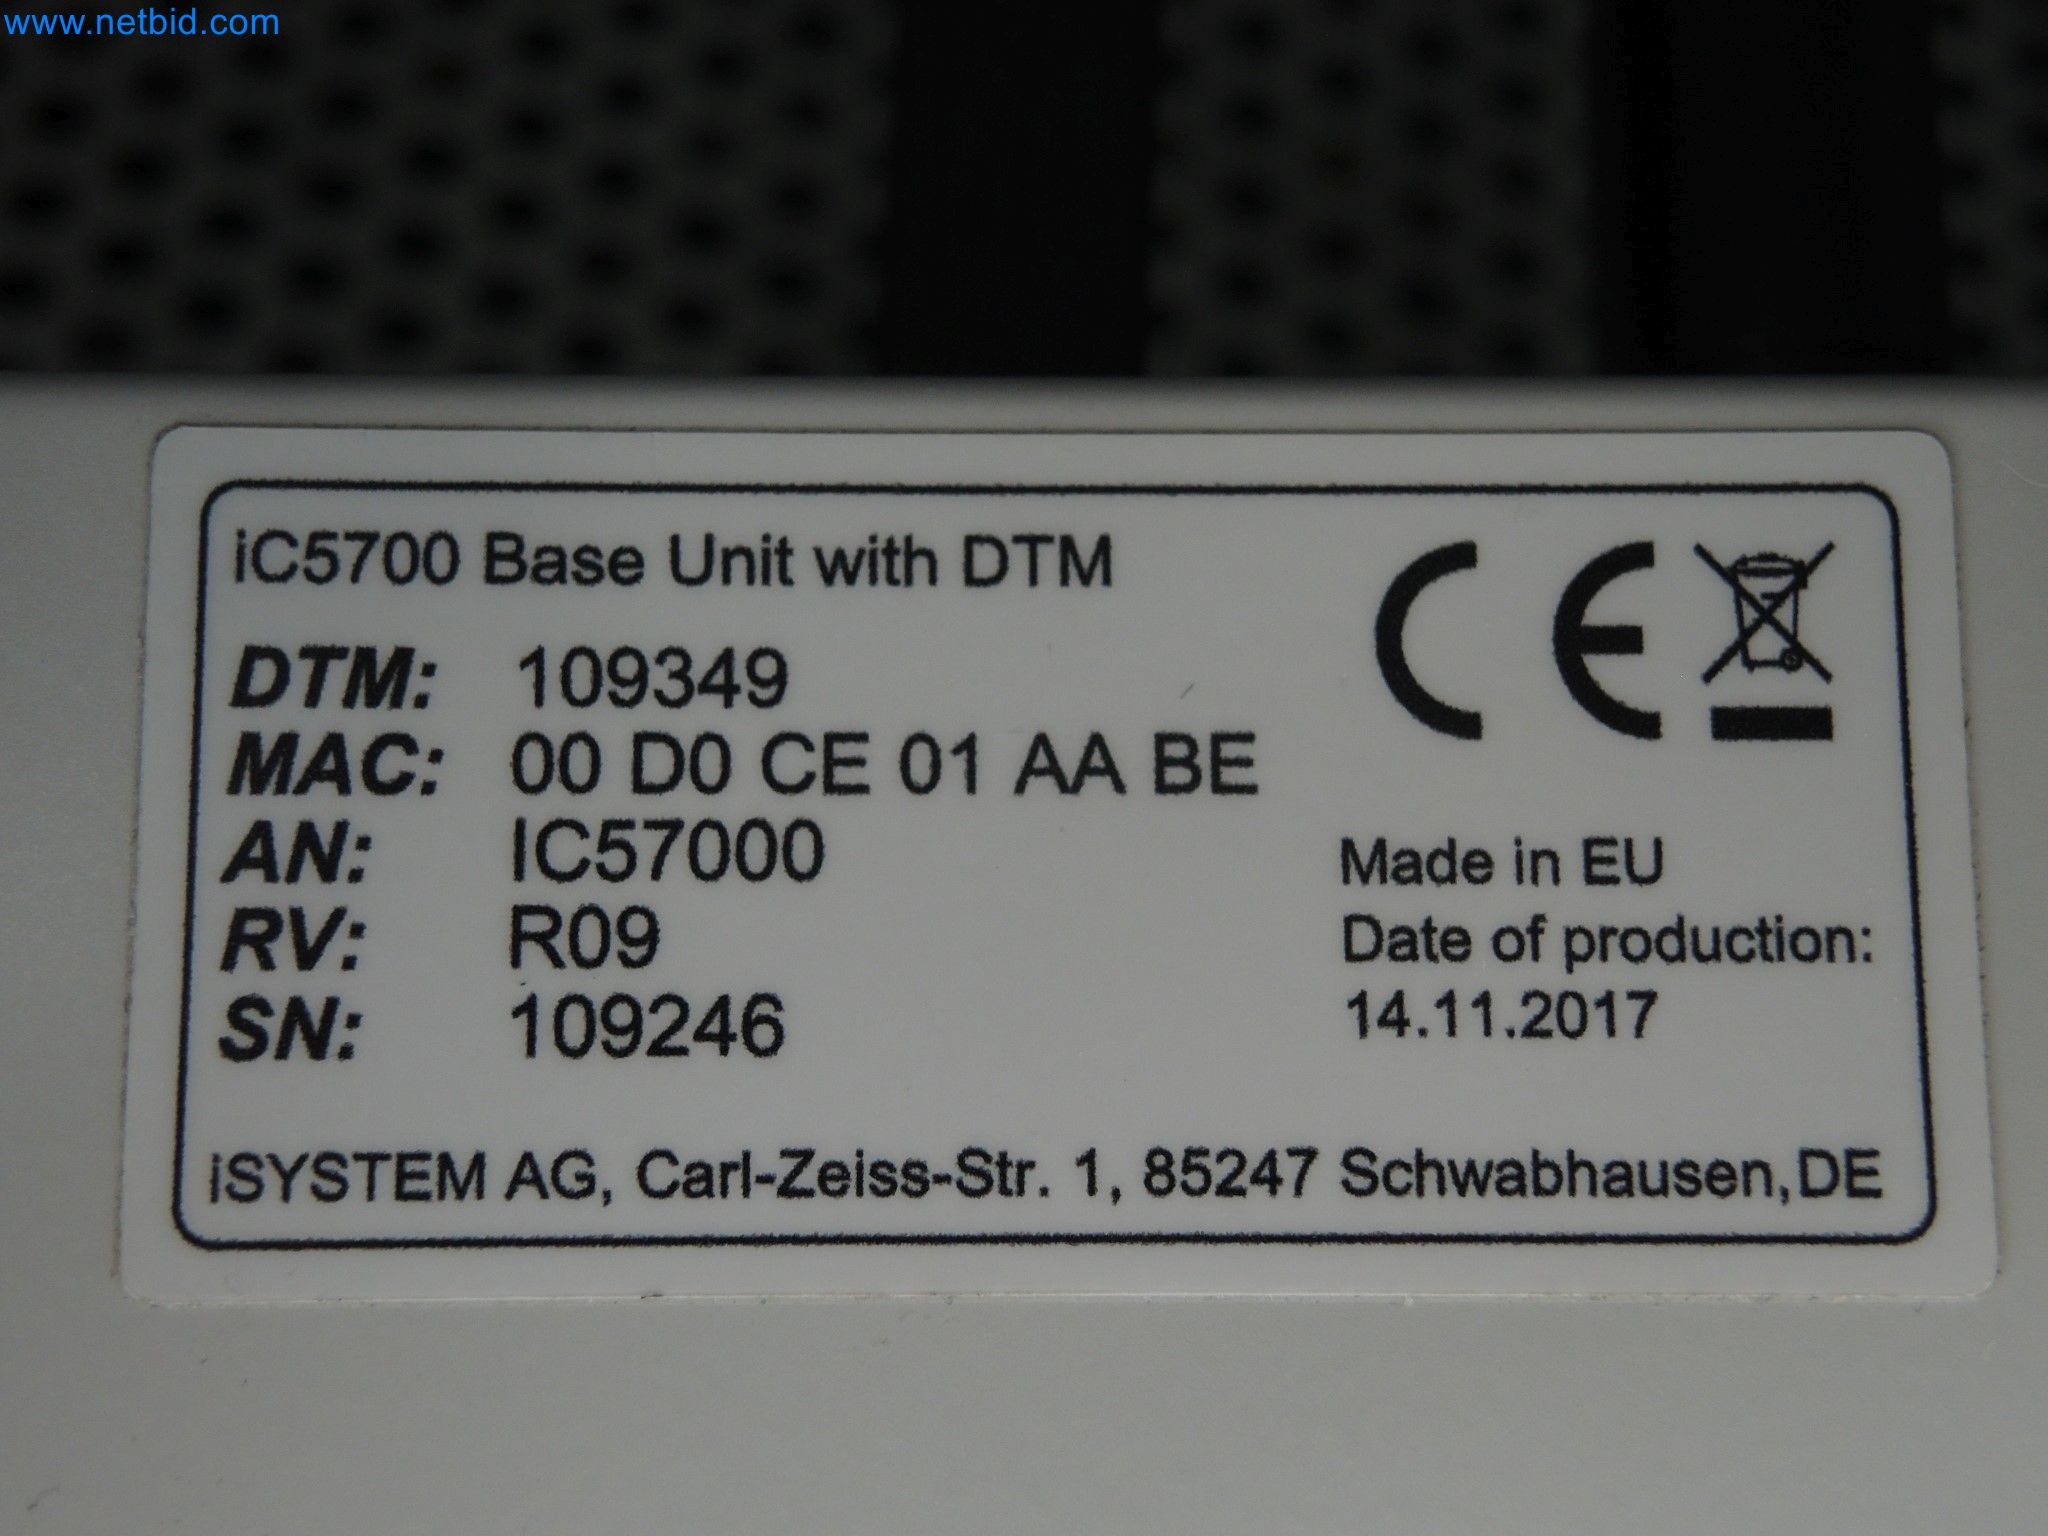 www.netbid.com
iC5700 Base Unit with DTM
DTM: 109349
MAC: 00 D0 CE 01 AA BE
AN: IC57000
RV: R09
SN: 109246
CE
Made in EU
Date of production:
14.11.2017
iSYSTEM AG, Carl-Zeiss-Str. 1, 85247 Schwabhausen,DE